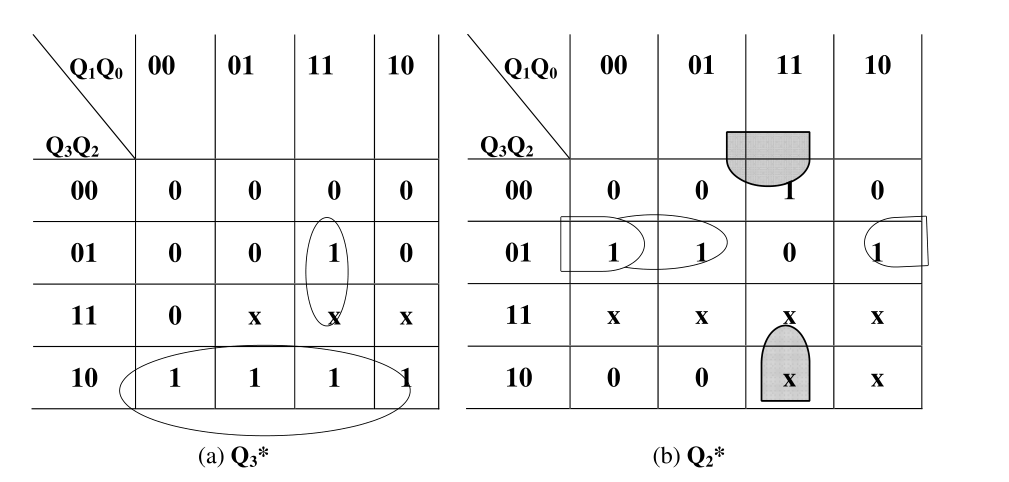 Q₁Q₀ 00 01 11 10 Q₁Q₀ 00 01 11 10
Q₃Q₂ Q₃Q₂
00 0 0 0 0 00 0 0 1 0
01 0 0 1 0 01 1 1 0 1
11 0 x x x 11 x x x x
10 1 1 1 1 10 0 0 x x
(a) Q₃* (b) Q₂*